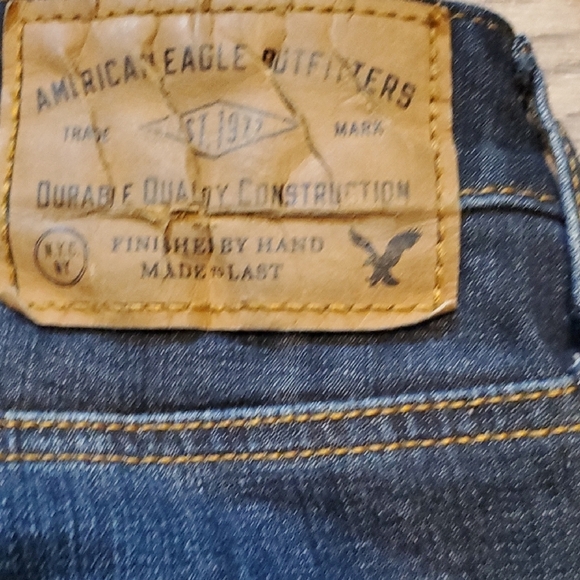 AMERICAN EAGLE OUTFITTERS
TRADE EST. 1977 MARK
DURABLE QUALITY CONSTRUCTION
N.Y.C. NY
FINISHED BY HAND
MADE TO LAST